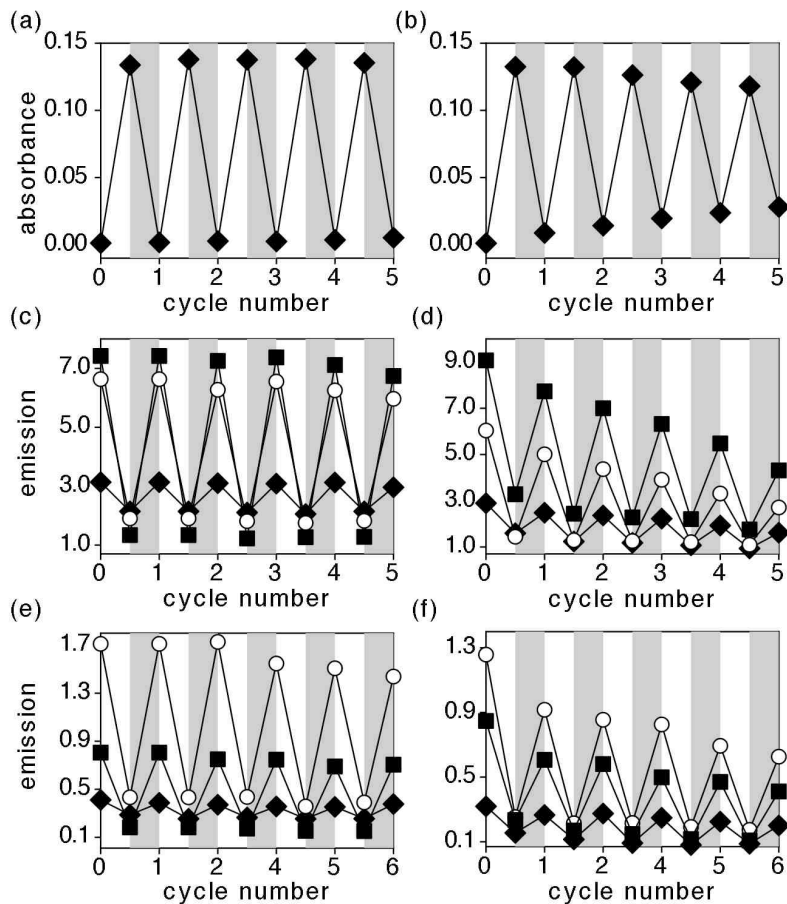 (a)
0.15
0.10
0.05
0.00
absorbance
0 1 2 3 4 5
cycle number
(b)
0.15
0.10
0.05
0.00
0 1 2 3 4 5
cycle number
(c)
7.0
5.0
3.0
1.0
emission
0 1 2 3 4 5
cycle number
(d)
9.0
7.0
5.0
3.0
1.0
0 1 2 3 4 5
cycle number
(e)
1.7
1.3
0.9
0.5
0.1
emission
0 1 2 3 4 5 6
cycle number
(f)
1.3
0.9
0.5
0.1
0 1 2 3 4 5 6
cycle number